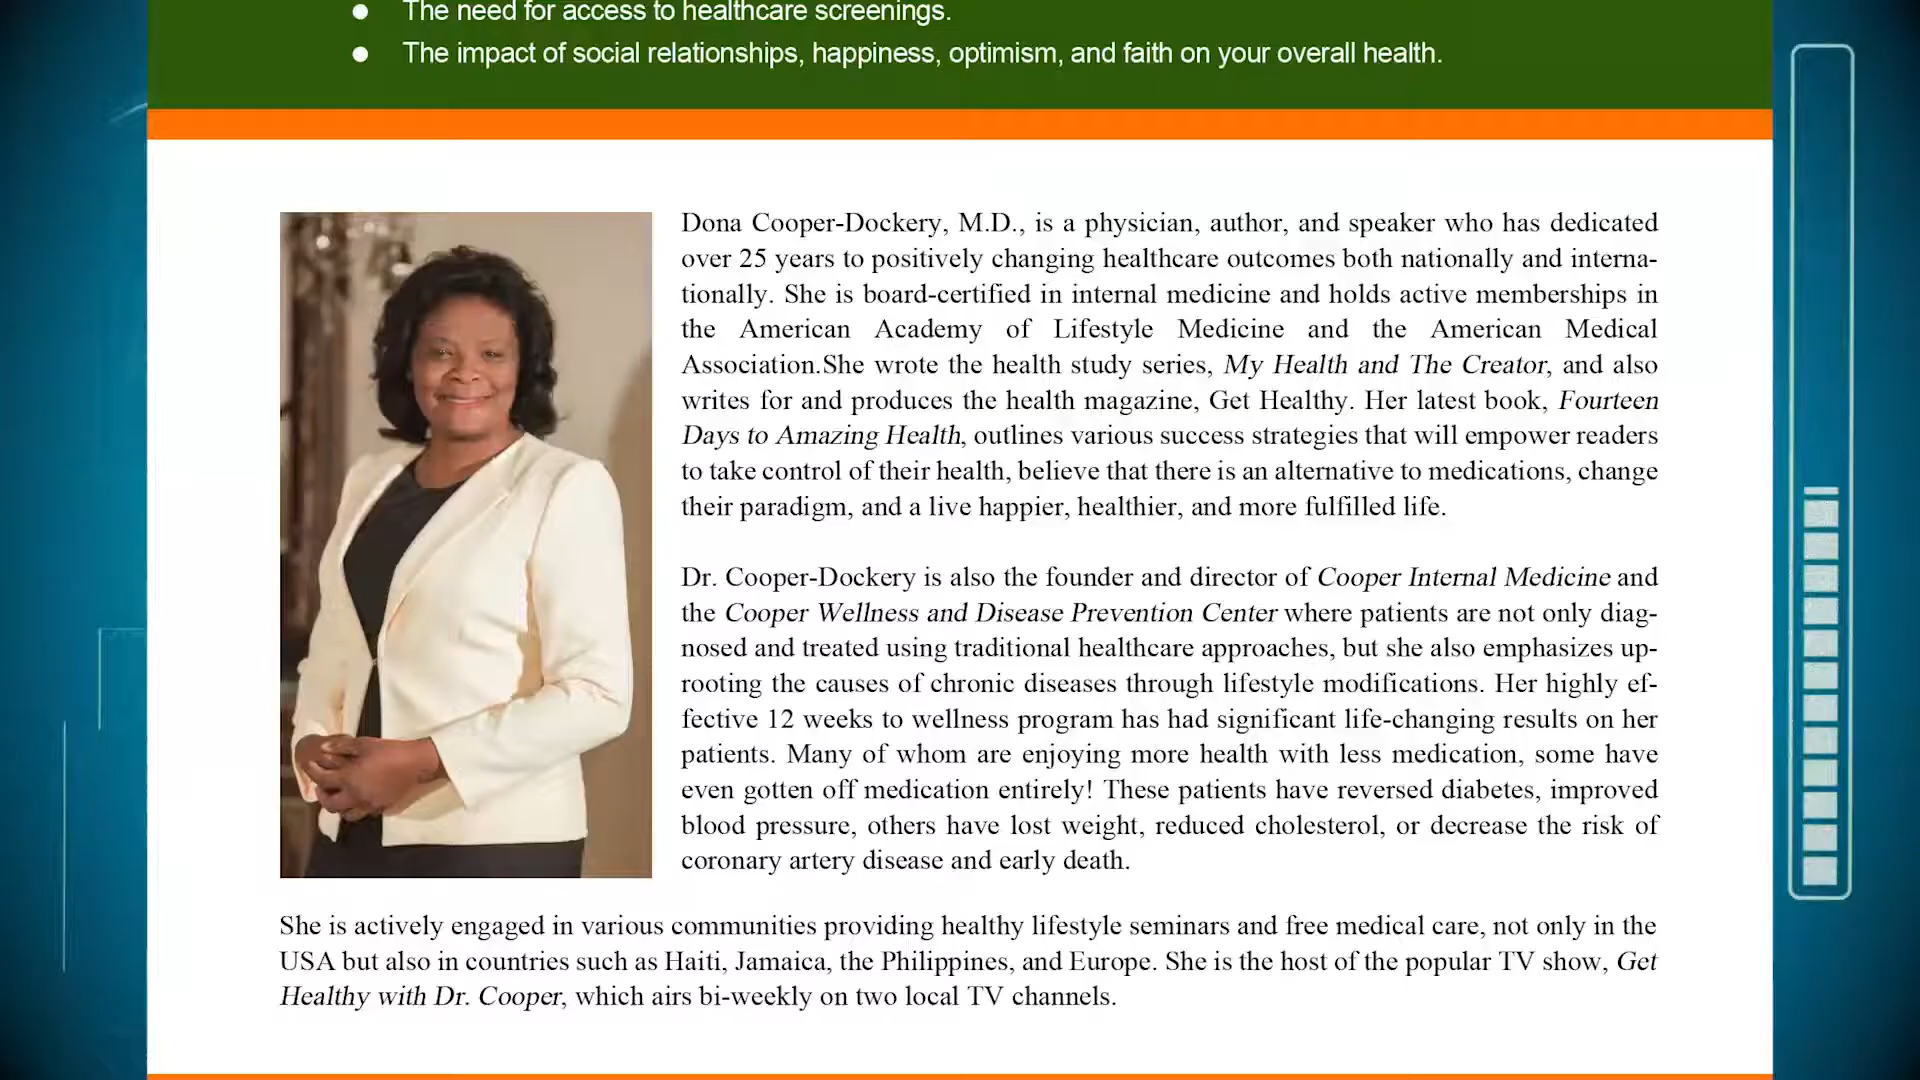 The need for access to healthcare screenings.
The impact of social relationships, happiness, optimism, and faith on your overall health.
Dona Cooper-Dockery, M.D., is a physician, author, and speaker who has dedicated
over 25 years to positively changing healthcare outcomes both nationally and interna-
tionally. She is board-certified in internal medicine and holds active memberships in
the American Academy of Lifestyle Medicine and the American Medical
Association.She wrote the health study series, My Health and The Creator, and also
writes for and produces the health magazine, Get Healthy. Her latest book, Fourteen
Days to Amazing Health, outlines various success strategies that will empower readers
to take control of their health, believe that there is an alternative to medications, change
their paradigm, and a live happier, healthier, and more fulfilled life.
Dr. Cooper-Dockery is also the founder and director of Cooper Internal Medicine and
the Cooper Wellness and Disease Prevention Center where patients are not only diag-
nosed and treated using traditional healthcare approaches, but she also emphasizes up-
rooting the causes of chronic diseases through lifestyle modifications. Her highly ef-
fective 12 weeks to wellness program has had significant life-changing results on her
patients. Many of whom are enjoying more health with less medication, some have
even gotten off medication entirely! These patients have reversed diabetes, improved
blood pressure, others have lost weight, reduced cholesterol, or decrease the risk of
coronary artery disease and early death.
She is actively engaged in various communities providing healthy lifestyle seminars and free medical care, not only in the
USA but also in countries such as Haiti, Jamaica, the Philippines, and Europe. She is the host of the popular TV show, Get
Healthy with Dr. Cooper, which airs bi-weekly on two local TV channels.